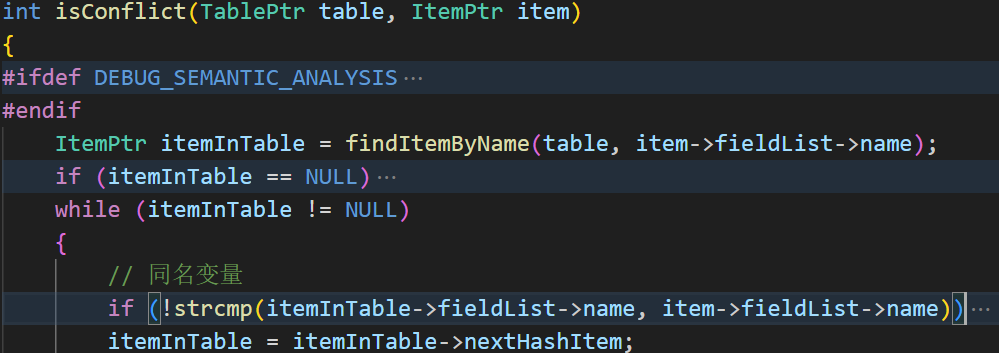 int isConflict(TablePtr table, ItemPtr item)
{
#ifdef DEBUG_SEMANTIC_ANALYSIS ···
#endif
    ItemPtr itemInTable = findItemByName(table, item->fieldList->name);
    if (itemInTable == NULL) ···
    while (itemInTable != NULL)
    {
        // 同名变量
        if (!strcmp(itemInTable->fieldList->name, item->fieldList->name)) ···
        itemInTable = itemInTable->nextHashItem;